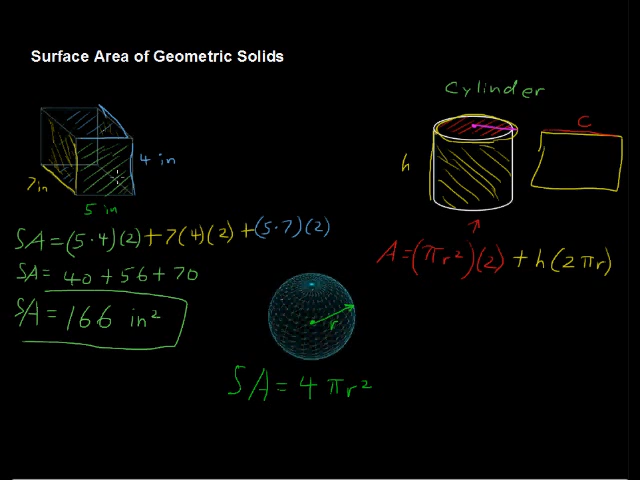 Surface Area of Geometric Solids
Cylinder
C
4 in
h
7in
5 in
SA=(5·4)(2)+7(4)(2)+(5·7)(2)
A=(πr²)(2)+h(2πr)
SA= 40+56+70
SA=166 in²
r
SA=4πr²